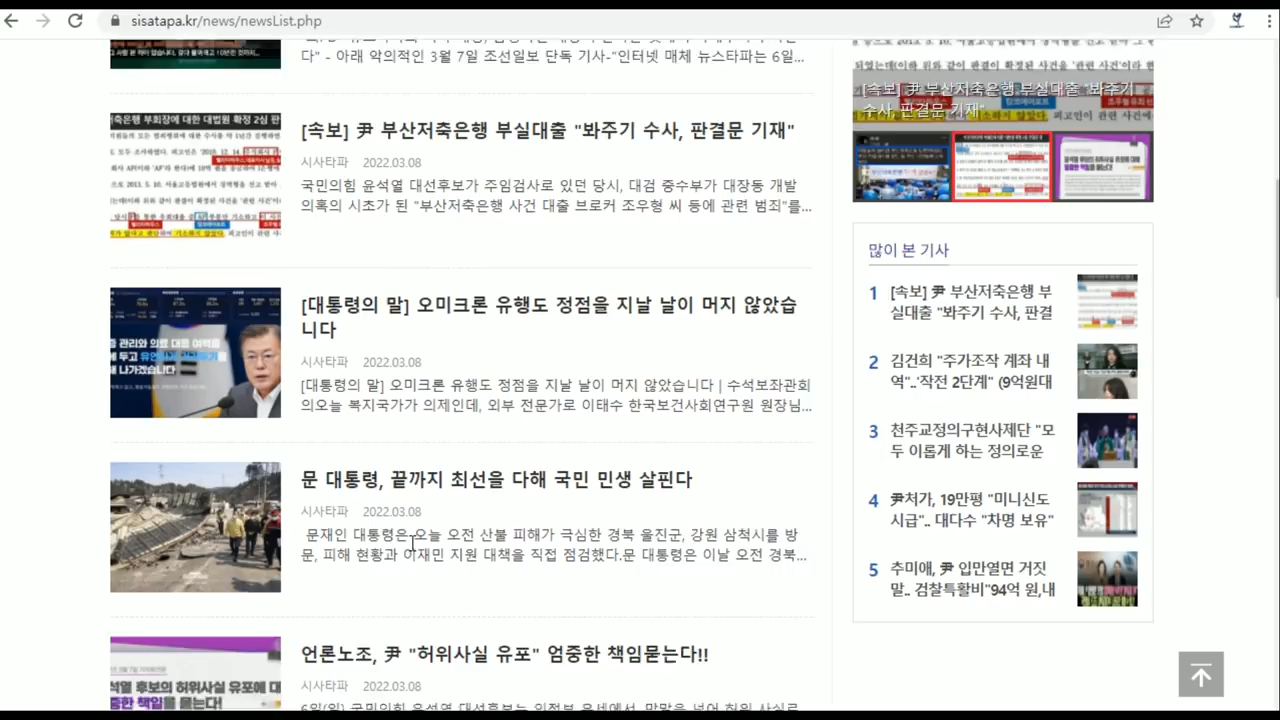 sisatapa.kr/news/newsList.php
다" - 아래 악의적인 3월 7일 조선일보 단독 기사-"인터넷 매체 뉴스타파는 6일...
[속보] 尹 부산저축은행 부실대출 "봐주기 수사, 판결문 기재"
시사타파 2022.03.08
국민의힘 윤석열 대선후보가 주임검사로 있던 당시, 대검 중수부가 대장동 개발
시조가 된 "부산저축은행 사건 대출 브로커 조우형 씨 등에 관련 범죄"를...
[대통령의 말] 오미크론 유행도 정점을 지날 날이 머지 않았습
니다
시사타파 2022.03.08
[대통령의 말] 오미크론 유행도 정점을 지날 날이 머지 않았습니다 | 수석보좌관회
의오늘 복지국가가 의제인데, 외부 전문가로 이태수 한국보건사회연구원 원장님...
문 대통령, 끝까지 최선을 다해 국민 민생 살핀다
시사타파 2022.03.08
문재인 대통령은 오늘 오전 산불 피해가 극심한 경북 울진군, 강원 삼척시를 방
문, 피해 현황과 이재민 지원 대책을 직접 점검했다.문 대통령은 이날 오전 경북...
언론노조, 尹 "허위사실 유포" 엄중한 책임묻는다!!
시사타파 2022.03.08
[속보] 尹 부산저축은행 부실대출 "봐주기
수사, 판결문 기재"
많이 본 기사
1 [속보] 尹 부산저축은행 부
실대출 "봐주기 수사, 판결
2 김건희 "주가조작 계좌 내
역"..'작전 2단계" (9억원대
3 천주교정의구현사제단 "모
두 이롭게 하는 정의로운
4 尹처가, 19만평 "미니신도
시급".. 대다수 "차명 보유"
5 추미애, 尹 입만열면 거짓
말.. 검찰특활비"94억 원,내